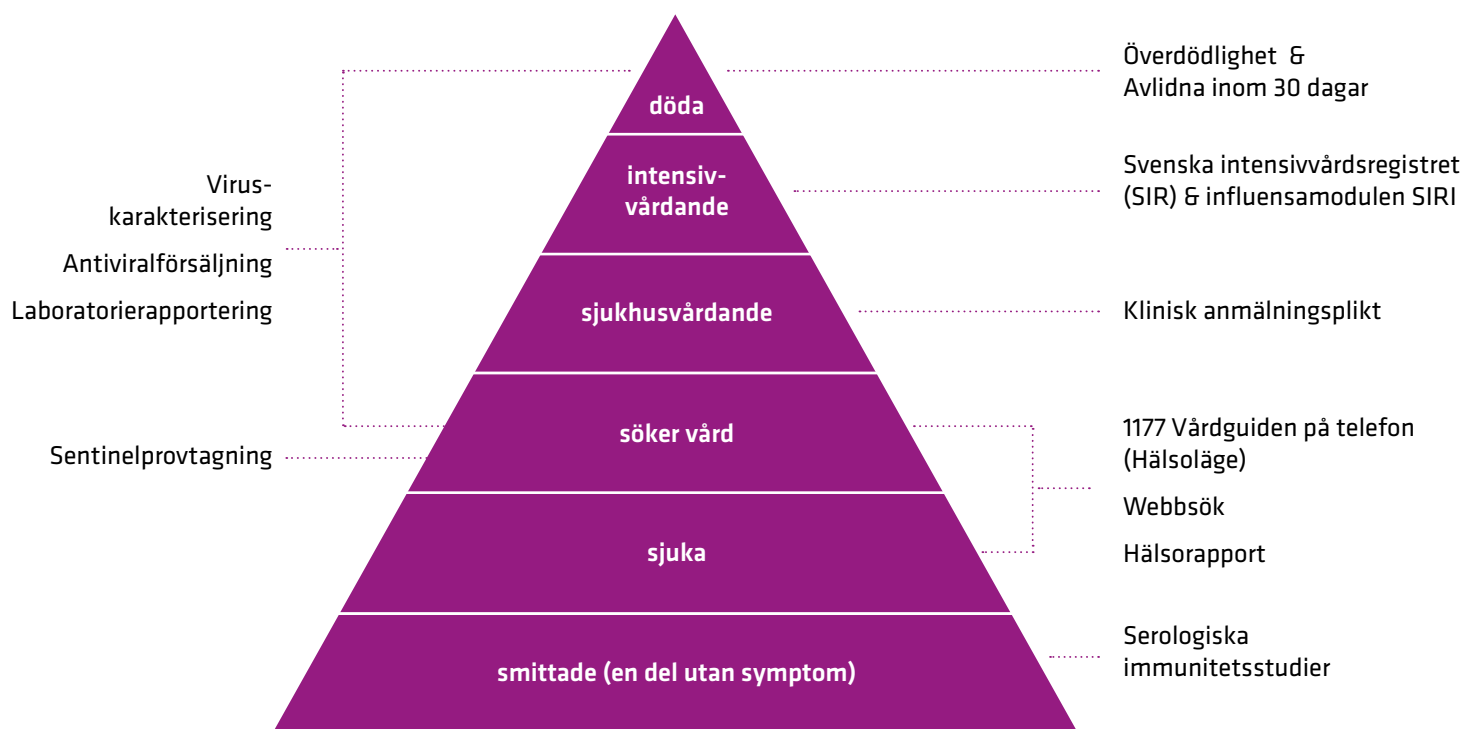 Överdödlighet &
Avlidna inom 30 dagar
döda
Virus-
karakterisering
Antiviralförsäljning
Laboratorierapportering
intensiv-
vårdande
Svenska intensivvårdsregistret
(SIR) & influensamodulen SIRI
sjukhusvårdande
Klinisk anmälningsplikt
Sentinelprovtagning
söker vård
1177 Vårdguiden på telefon
(Hälsoläge)
Webbsök
Hälsorapport
sjuka
smittade (en del utan symptom)
Serologiska
immunitetsstudier